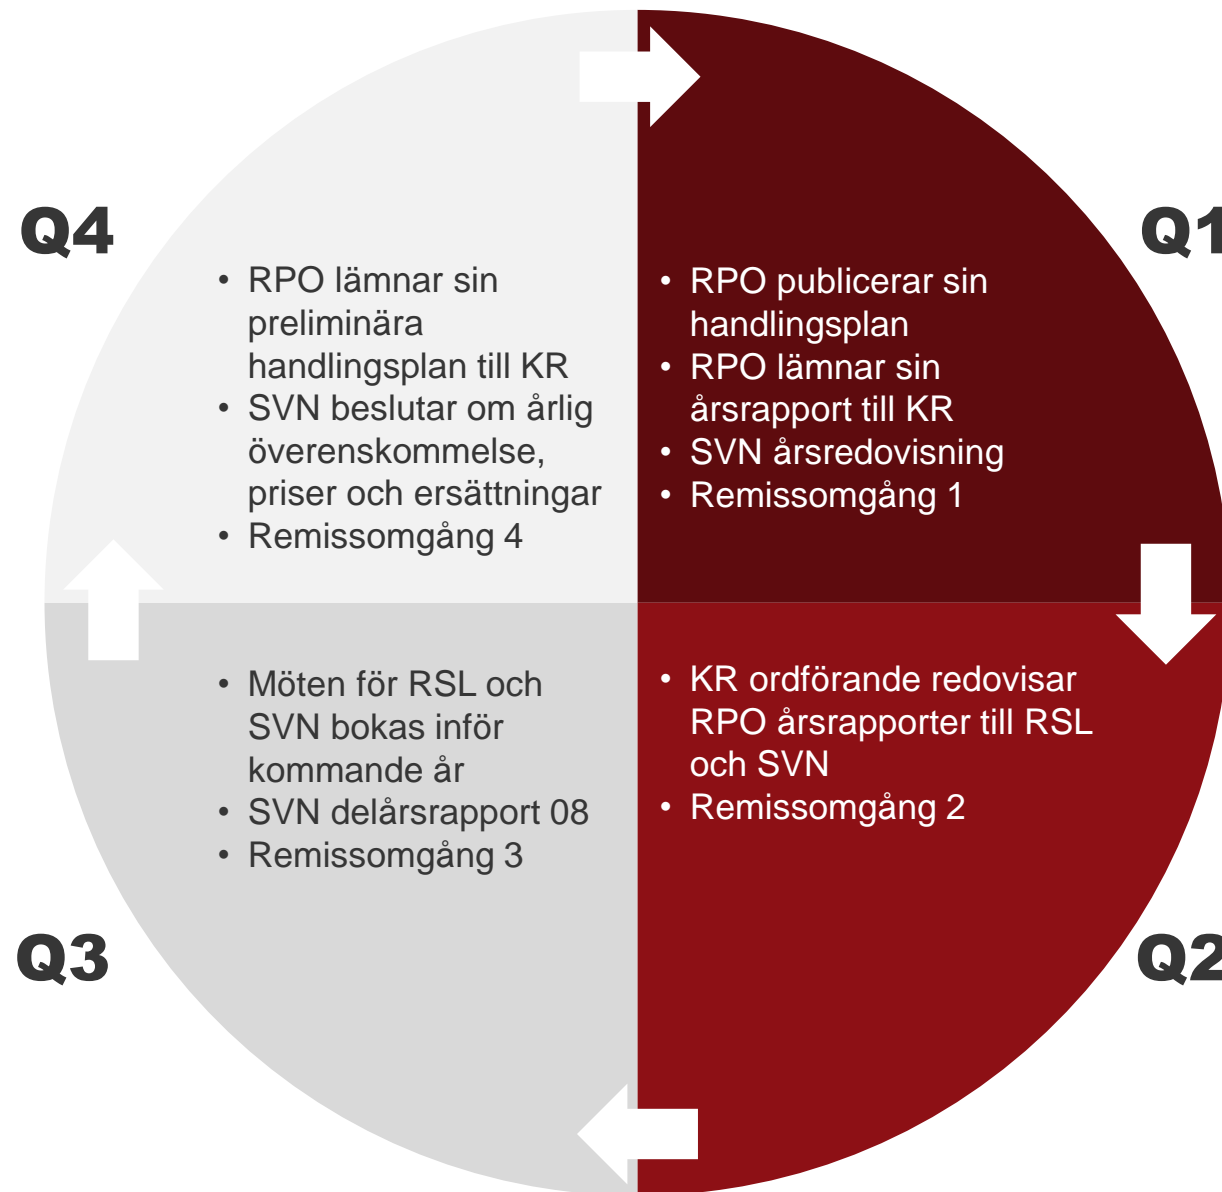 Q4
• RPO lämnar sin
preliminära
handlingsplan till KR
• SVN beslutar om årlig
överenskommelse,
priser och ersättningar
• Remissomgång 4
Q1
• RPO publicerar sin
handlingsplan
• RPO lämnar sin
årsrapport till KR
• SVN årsredovisning
• Remissomgång 1
Q3
• Möten för RSL och
SVN bokas inför
kommande år
• SVN delårsrapport 08
• Remissomgång 3
Q2
• KR ordförande redovisar
RPO årsrapporter till RSL
och SVN
• Remissomgång 2